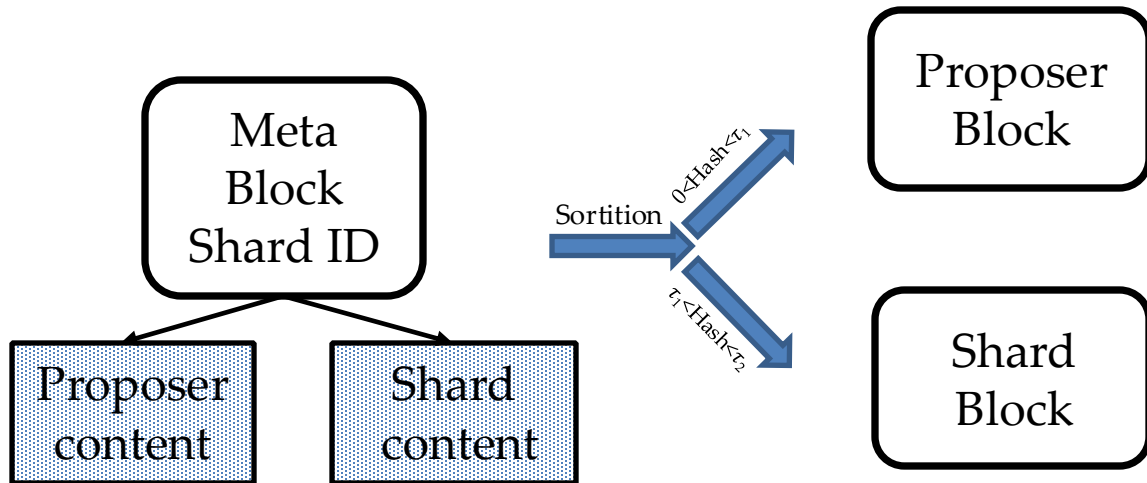 Meta
Block
Shard ID
Proposer
content
Shard
content
Sortition
0<Hash<τ₁
τ₁<Hash<τ₂
Proposer
Block
Shard
Block